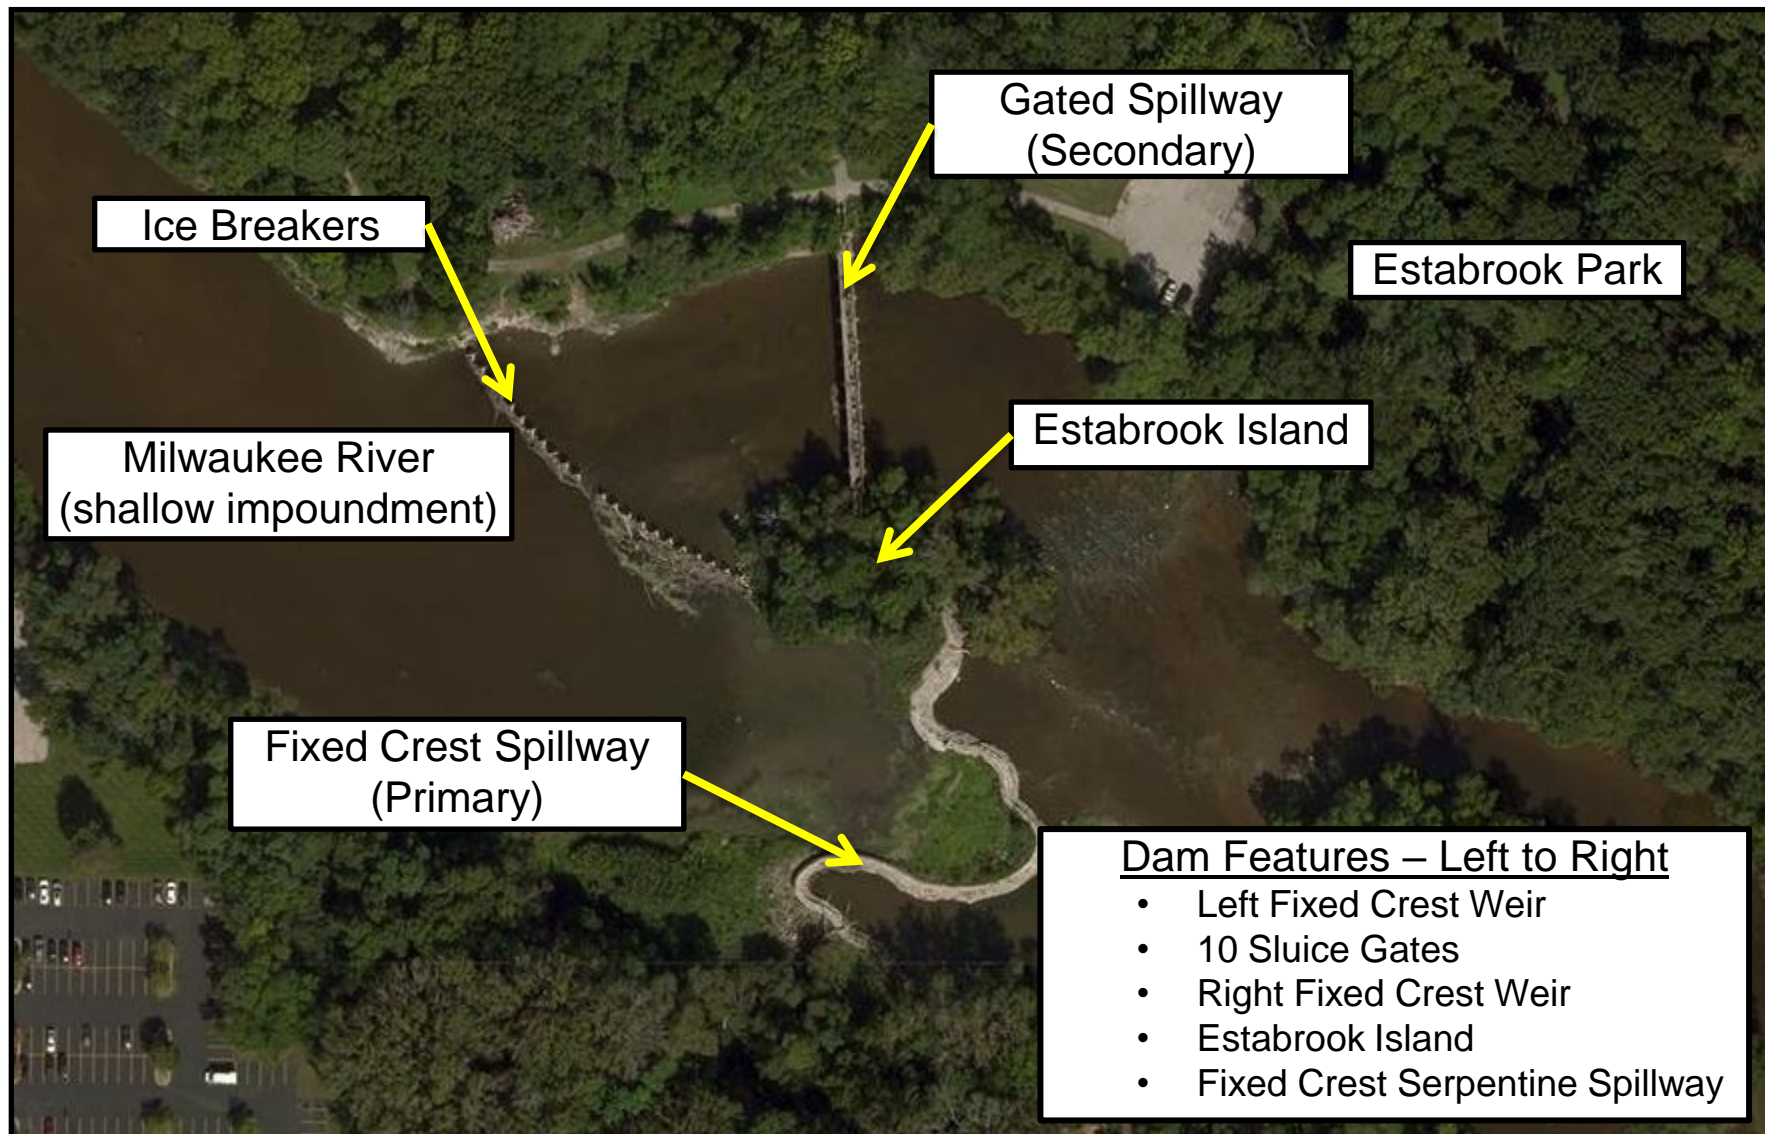 Gated Spillway
(Secondary)
Ice Breakers
Estabrook Park
Estabrook Island
Milwaukee River
(shallow impoundment)
Fixed Crest Spillway
(Primary)
Dam Features – Left to Right
• Left Fixed Crest Weir
• 10 Sluice Gates
• Right Fixed Crest Weir
• Estabrook Island
• Fixed Crest Serpentine Spillway